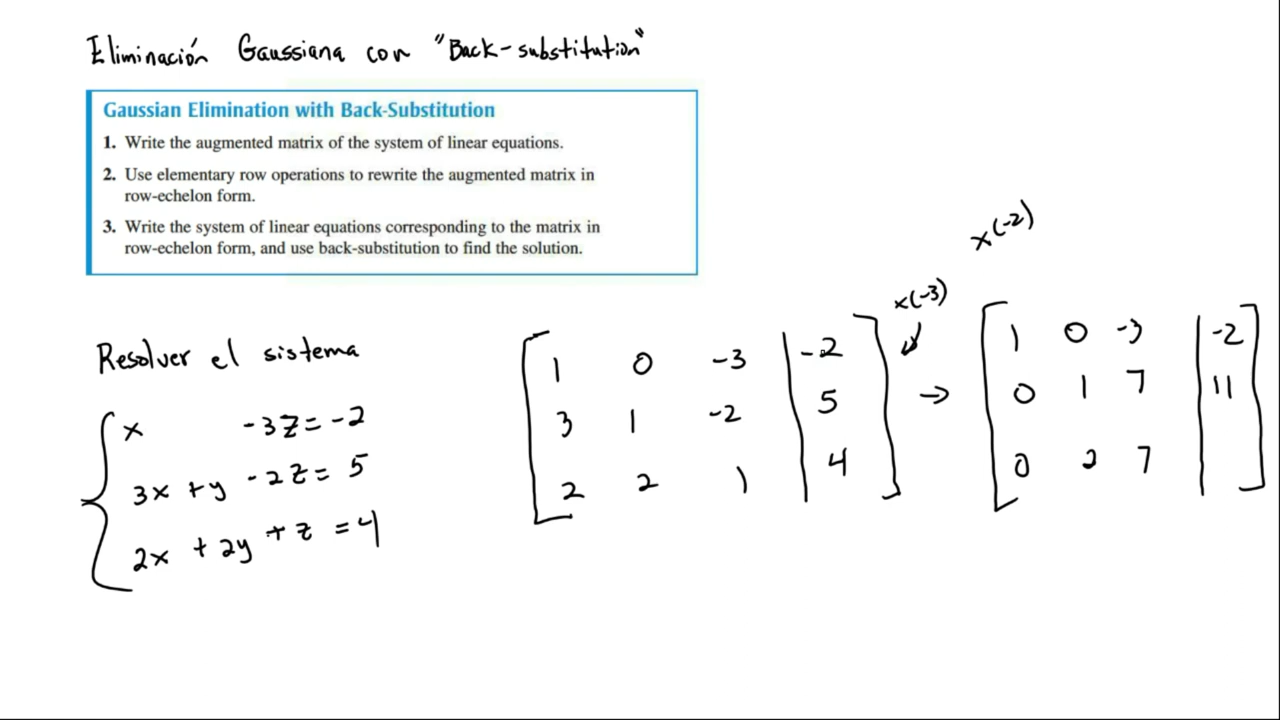 Eliminación Gaussiana con "Back-substitution"
Gaussian Elimination with Back-Substitution
1. Write the augmented matrix of the system of linear equations.
2. Use elementary row operations to rewrite the augmented matrix in
row-echelon form.
3. Write the system of linear equations corresponding to the matrix in
row-echelon form, and use back-substitution to find the solution.
Resolver el sistema
x -3z = -2
3x + y -2z = 5
2x + 2y + z = 4
1 0 -3 | -2
3 1 -2 | 5
2 2 1 | 4
x(-3)
→
x(-2)
1 0 -3 | -2
0 1 7 | 11
0 2 7 |